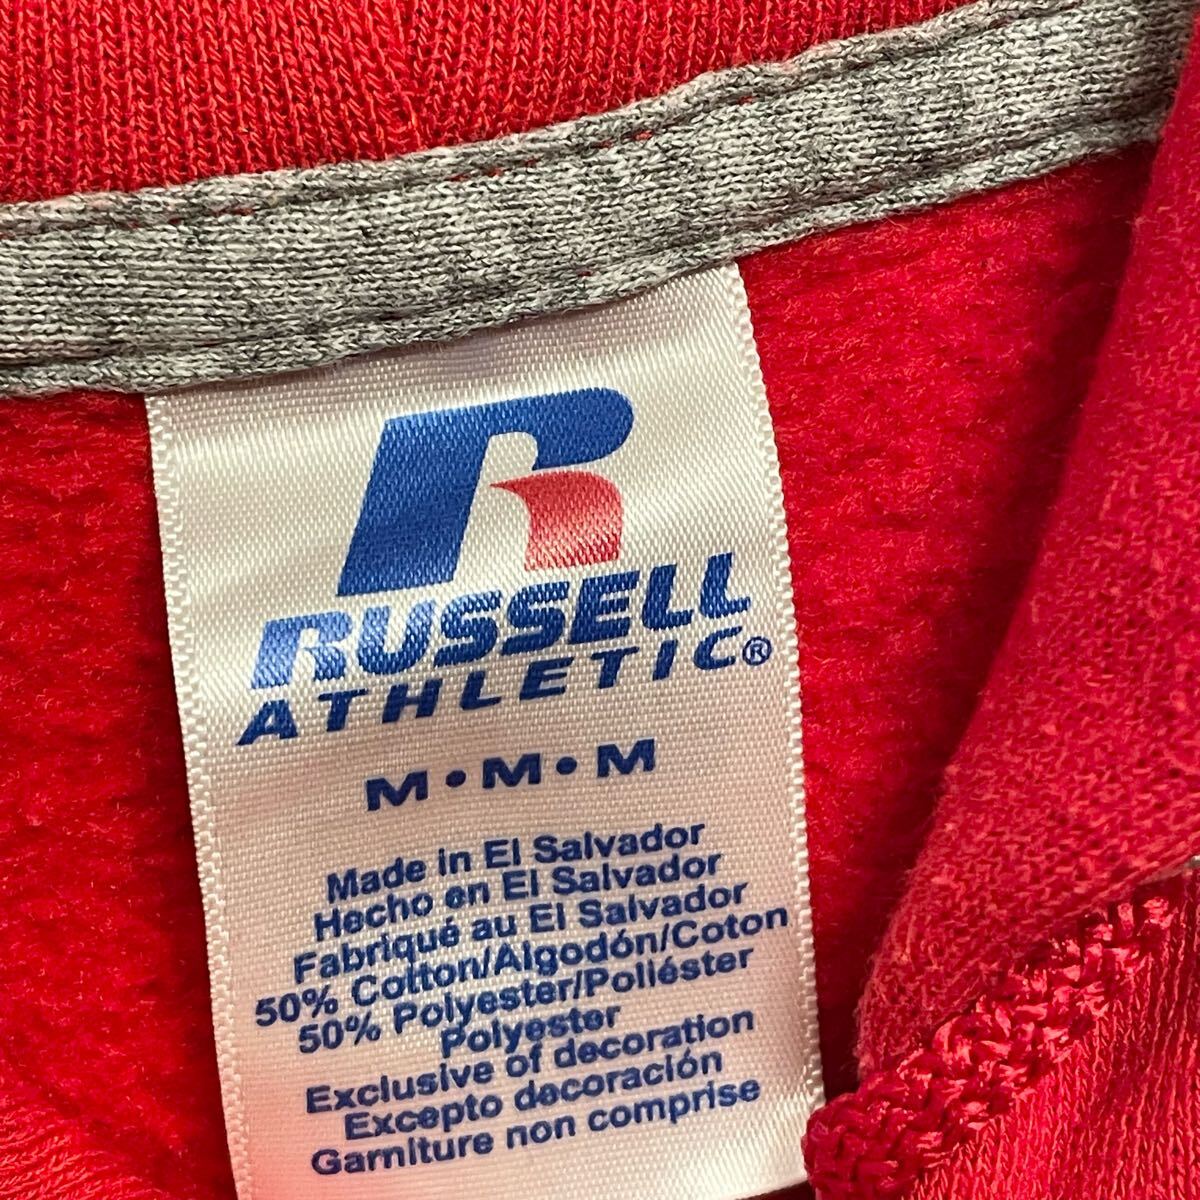 R
RUSSELL
ATHLETIC®
M•M•M
Made in El Salvador
Hecho en El Salvador
Fabriqué au El Salvador
50% Cotton/Algodón/Coton
50% Polyester/Poliéster
Polyester
Exclusive of decoration
Excepto decoración
Garniture non comprise